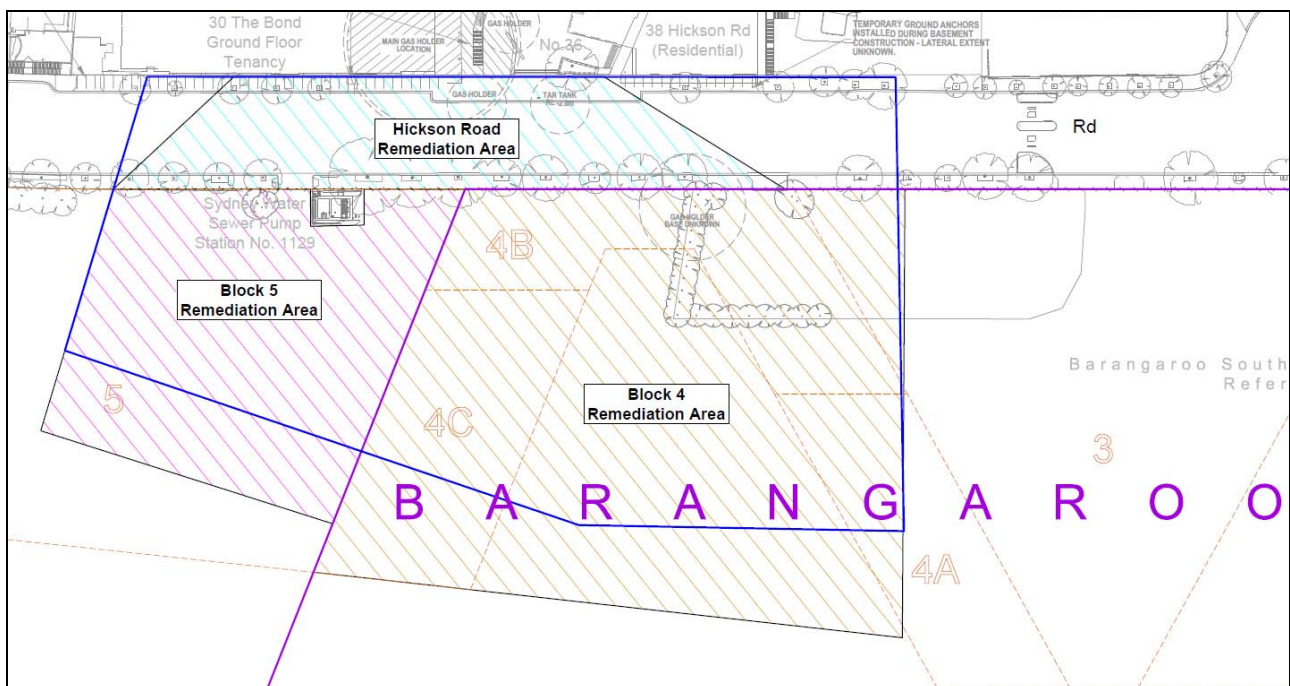 30 The Bond
Ground Floor
Tenancy
MAIN GAS HOLDER
LOCATION
GAS HOLDER
No.36
38 Hickson Rd
(Residential)
TEMPORARY GROUND ANCHORS
INSTALLED DURING BASEMENT
CONSTRUCTION - LATERAL EXTENT
UNKNOWN.
GAS HOLDER
TAR TANK
Hickson Road
Remediation Area
Rd
Sydney Water
Sewer Pump
Station No. 1129
GAS HOLDER
BASE UNKNOWN
4B
Block 5
Remediation Area
Barangaroo South
Refer
5
4C
Block 4
Remediation Area
3
BARANGAROO
4A